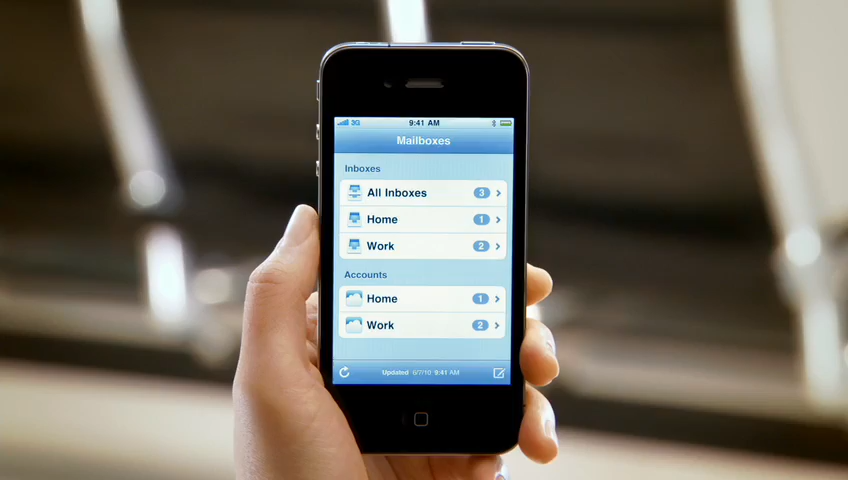 3G 9:41 AM
Mailboxes
Inboxes
All Inboxes 3
Home 1
Work 2
Accounts
Home 1
Work 2
Updated 6/7/10 9:41 AM